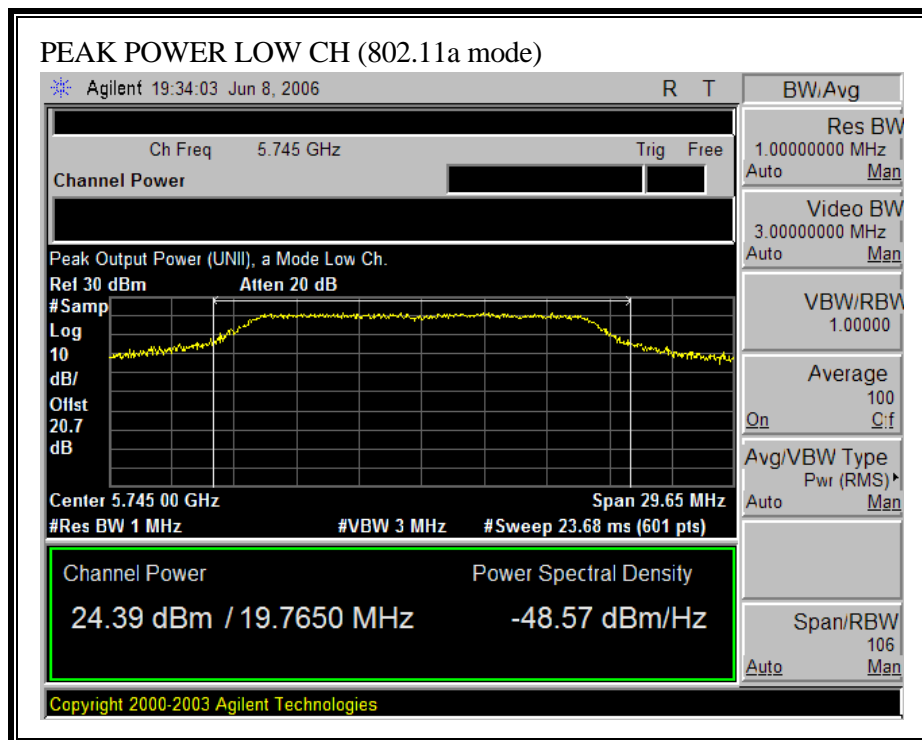 PEAK POWER LOW CH (802.11a mode)
Agilent 19:34:03 Jun 8, 2006 R T
BW/Avg
Ch Freq 5.745 GHz Trig Free
Channel Power
Peak Output Power (UNII), a Mode Low Ch.
Ref 30 dBm Atten 20 dB
#Samp
Log
10
dB/
Offst
20.7
dB
Center 5.745 00 GHz Span 29.65 MHz
#Res BW 1 MHz #VBW 3 MHz #Sweep 23.68 ms (601 pts)
Channel Power Power Spectral Density
24.39 dBm / 19.7650 MHz -48.57 dBm/Hz
Copyright 2000-2003 Agilent Technologies
Res BW
1.00000000 MHz
Auto Man
Video BW
3.00000000 MHz
Auto Man
VBW/RBW
1.00000
Average
100
On Off
Avg/VBW Type
Pwr (RMS)
Auto Man
Span/RBW
106
Auto Man